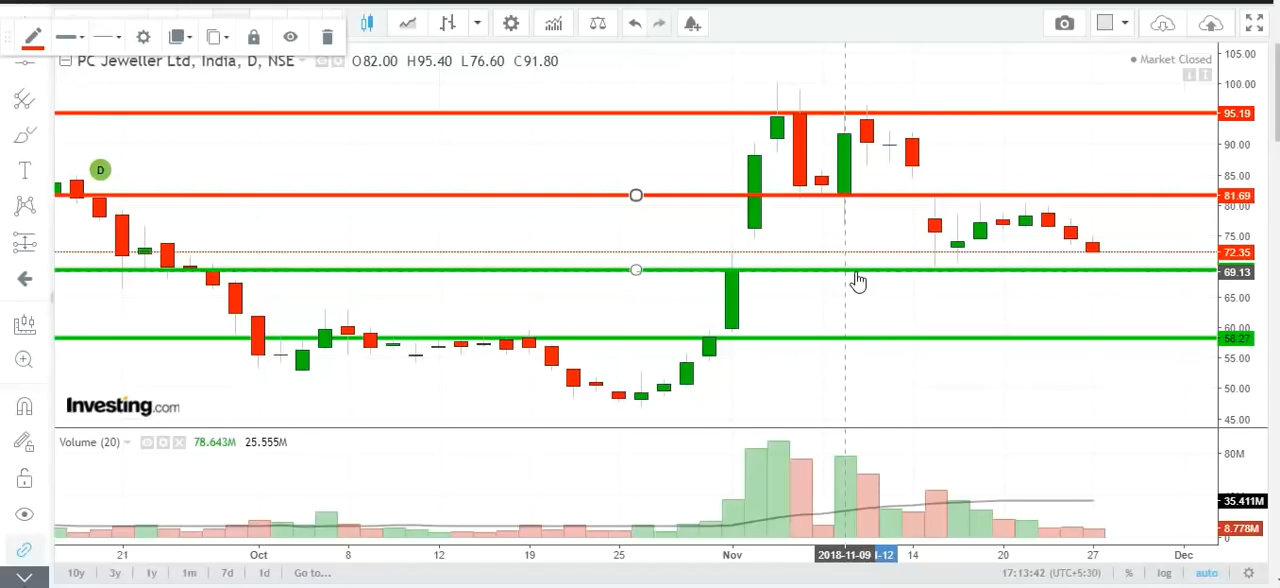 PC Jeweller Ltd, India, D, NSE O82.00 H95.40 L76.60 C91.80
Market Closed
105.00
100.00
95.19
90.00
85.00
81.69
80.00
75.00
72.35
69.13
65.00
60.00
58.27
55.00
50.00
45.00
D
T
Investing.com
Volume (20) 78.643M 25.555M
80M
35.411M
8.778M
0
21 Oct 8 12 19 25 Nov 2018-11-09 14 20 27 Dec
10y 3y 1y 1m 7d 1d Go to... 17:13:42 (UTC+5:30) % log auto